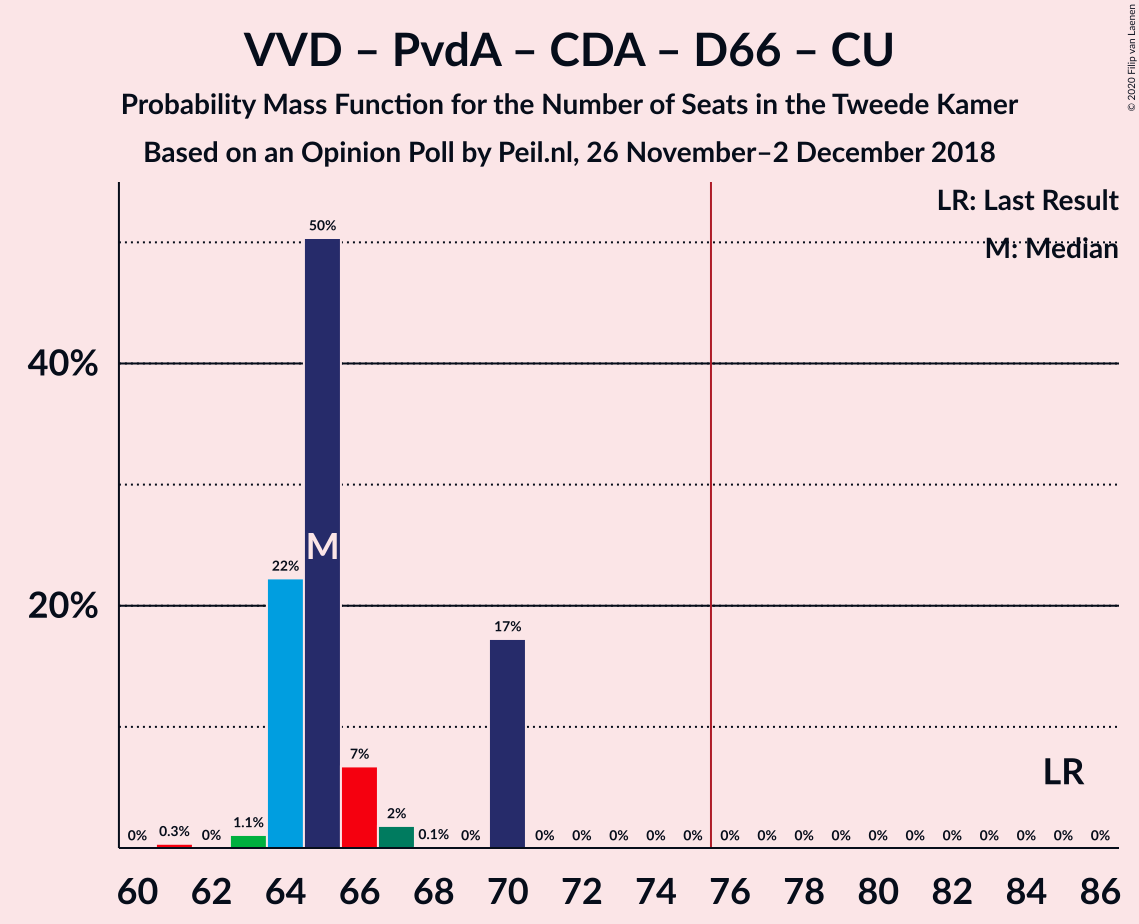 VVD – PvdA – CDA – D66 – CU
Probability Mass Function for the Number of Seats in the Tweede Kamer
Based on an Opinion Poll by Peil.nl, 26 November–2 December 2018
© 2020 Filip van Laenen
LR: Last Result
M: Median
50%
40%
M
22%
20%
17%
7%
LR
0% 0.3% 0% 1.1% 2% 0.1% 0% 0% 0% 0% 0% 0% 0% 0% 0% 0% 0% 0% 0% 0% 0% 0% 0%
60 62 64 66 68 70 72 74 76 78 80 82 84 86